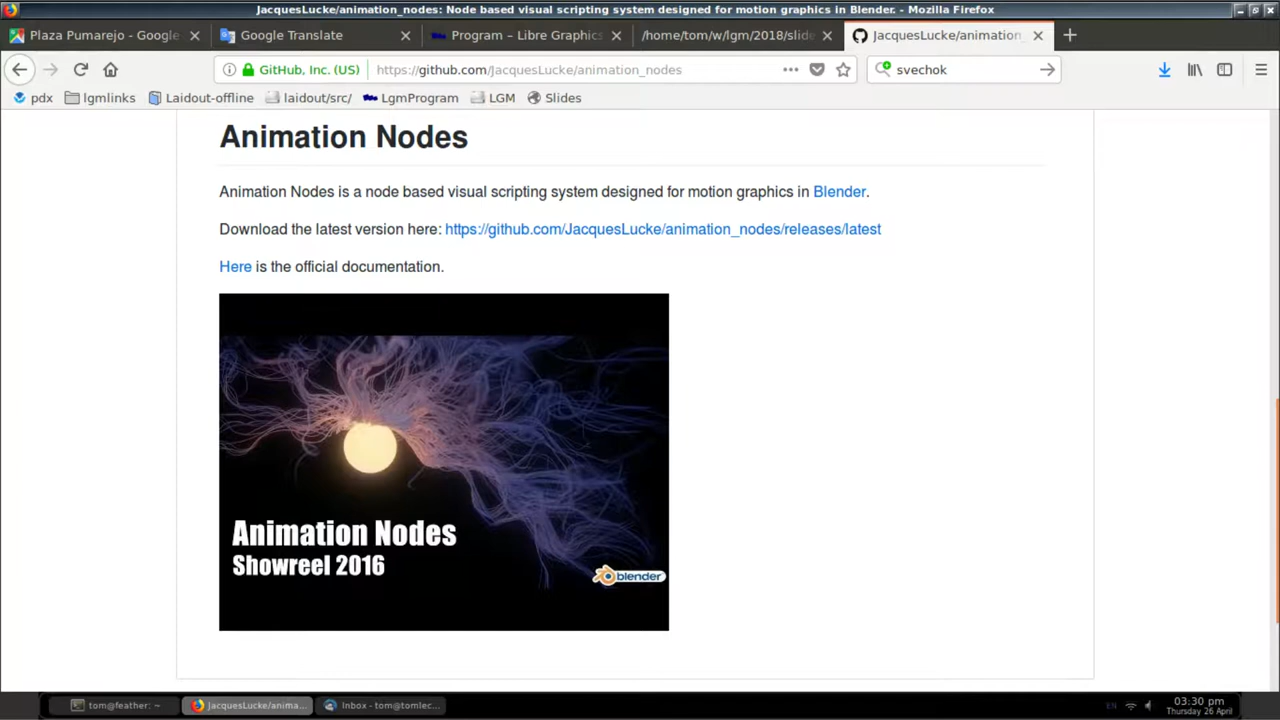 JacquesLucke/animation_nodes: Node based visual scripting system designed for motion graphics in Blender. - Mozilla Firefox
Plaza Pumarejo - Google
Google Translate
Program – Libre Graphics
/home/tom/w/lgm/2018/slide
JacquesLucke/animation_
GitHub, Inc. (US)
https://github.com/JacquesLucke/animation_nodes
svechok
pdx
lgmlinks
Laidout-offline
laidout/src/
LgmProgram
LGM
Slides
Animation Nodes
Animation Nodes is a node based visual scripting system designed for motion graphics in Blender.
Download the latest version here: https://github.com/JacquesLucke/animation_nodes/releases/latest
Here is the official documentation.
Animation Nodes
Showreel 2016
blender
tom@feather: ~
JacquesLucke/anima...
Inbox - tom@tomlec...
EN
03:30 pm
Thursday 26 April